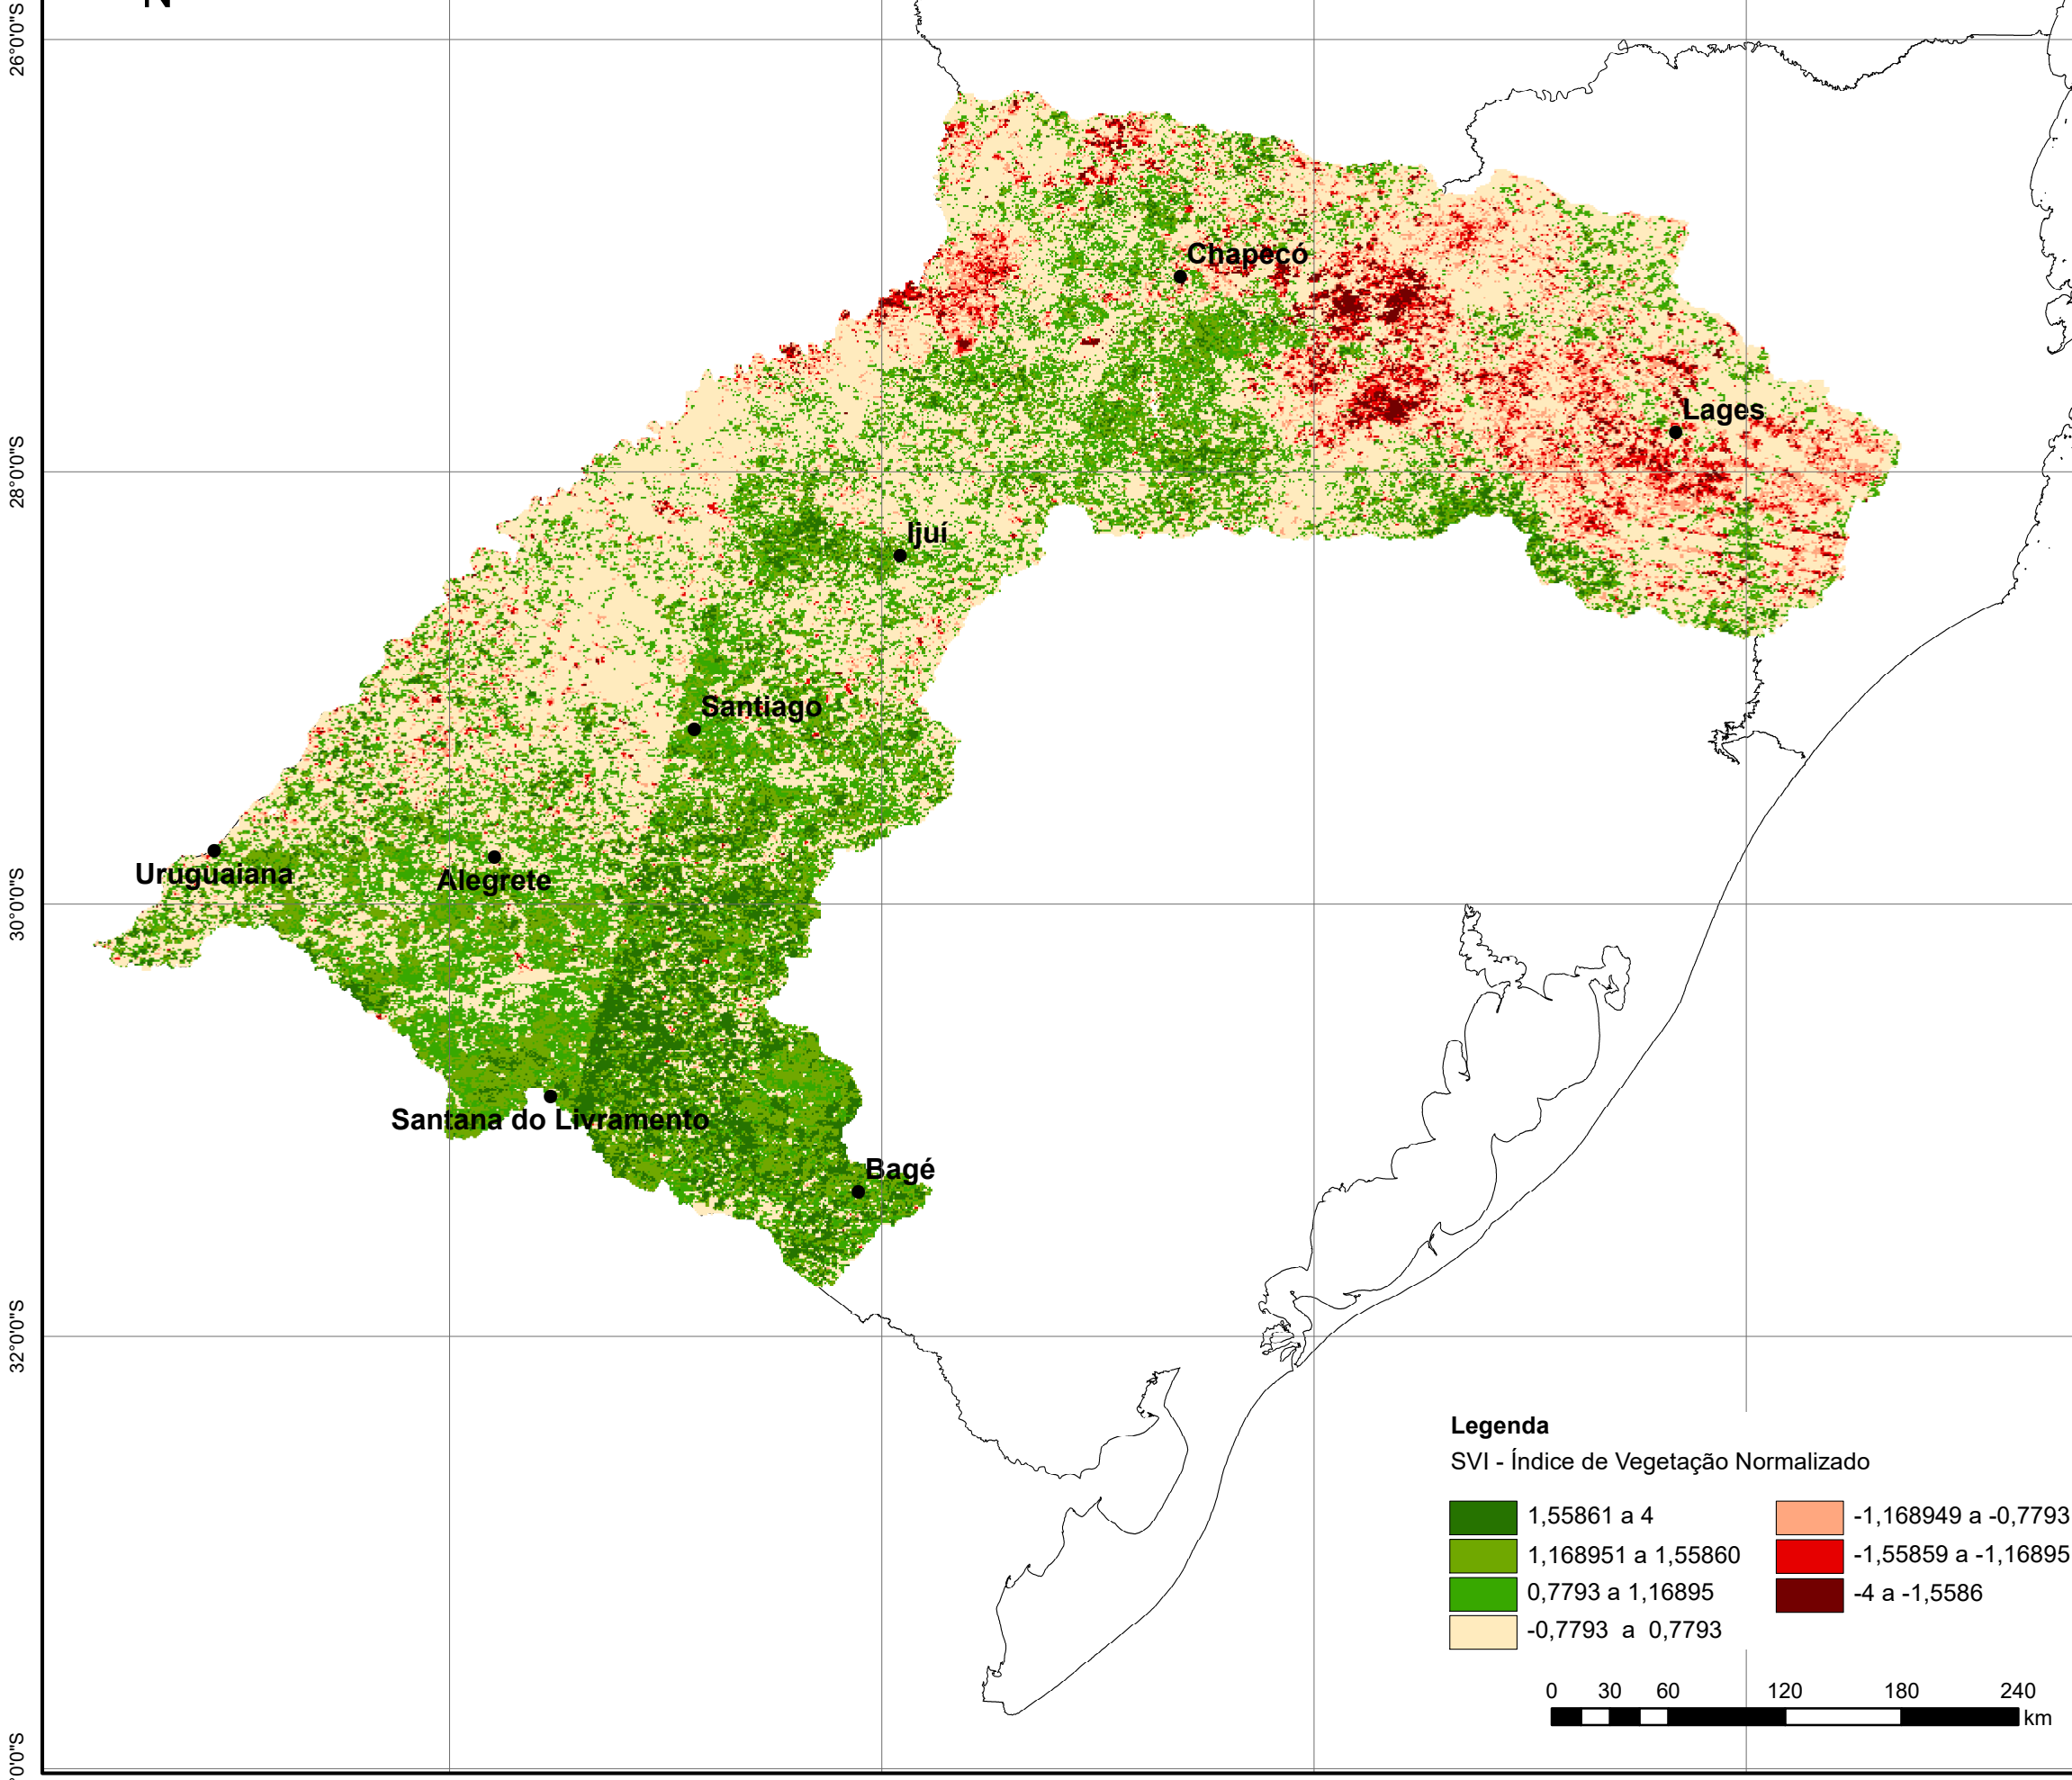 N
26°0'0"S
Chapecó
Lages
28°0'0"S
Ijuí
Santiago
Uruguaiana
Alegrete
30°0'0"S
Santana do Livramento
Bagé
32°0'0"S
Legenda
SVI - Índice de Vegetação Normalizado
1,55861 a 4
1,168951 a 1,55860
0,7793 a 1,16895
-0,7793 a 0,7793
-1,168949 a -0,7793
-1,55859 a -1,16895
-4 a -1,5586
0 30 60 120 180 240
km
°0'0"S